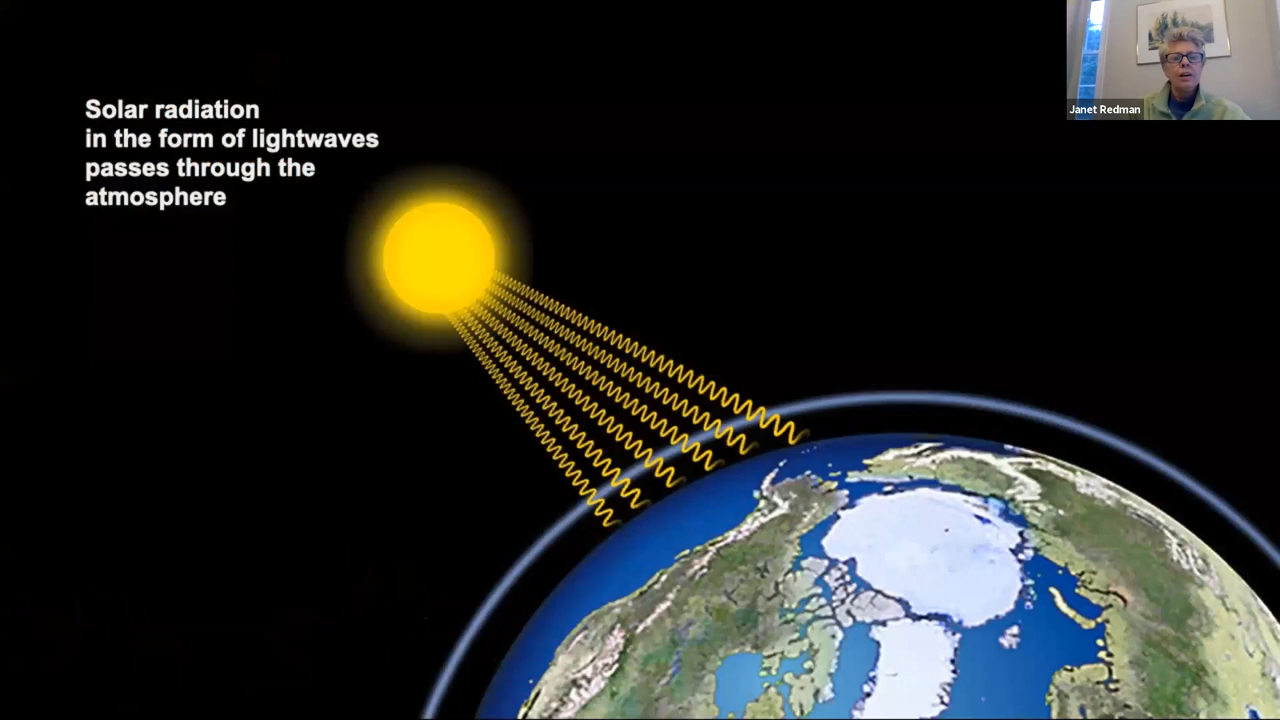 Solar radiation
in the form of lightwaves
passes through the
atmosphere
Janet Redman